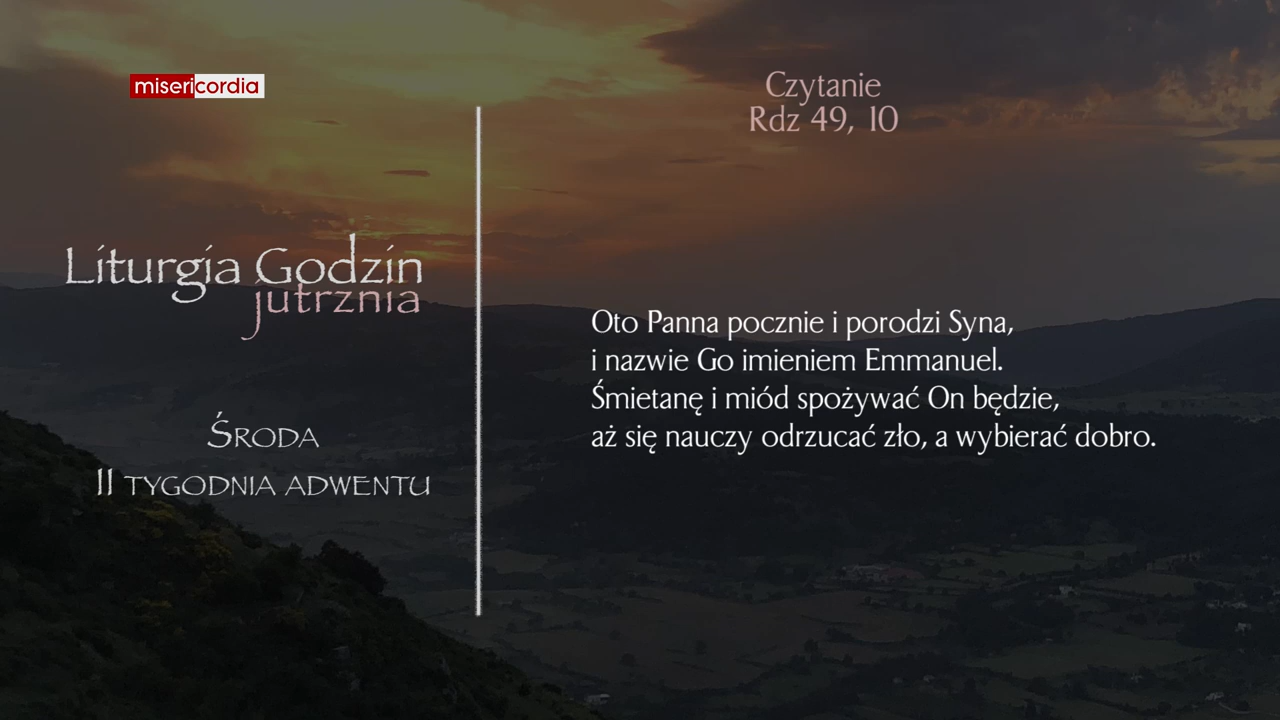 misericordia
Liturgia Godzin
jutrznia
Środa
II tygodnia adwentu
Czytanie
Rdz 49, 10
Oto Panna pocznie i porodzi Syna,
i nazwie Go imieniem Emmanuel.
Śmietanę i miód spożywać On będzie,
aż się nauczy odrzucać zło, a wybierać dobro.